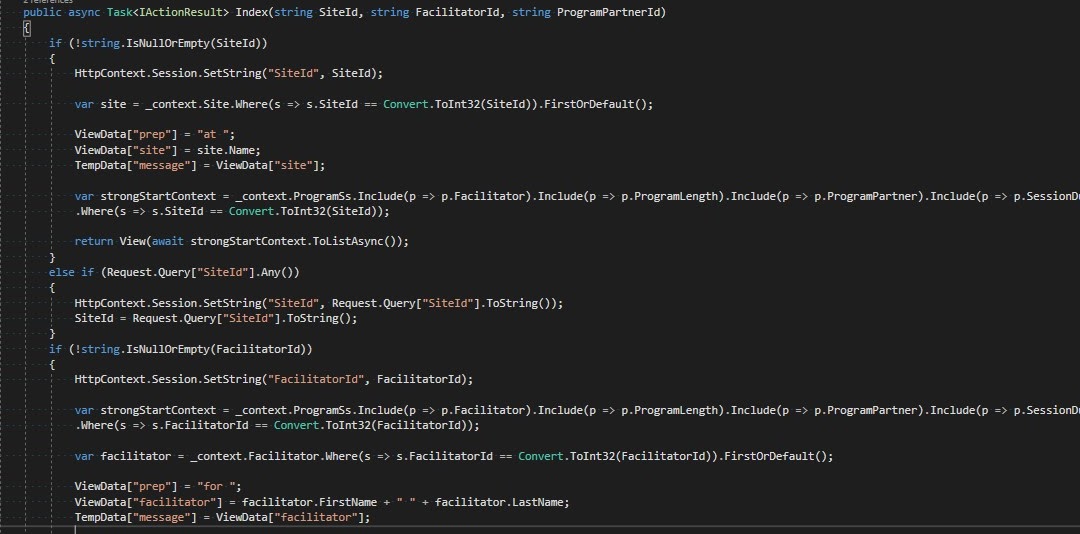 references
public async Task<IActionResult> Index(string SiteId, string FacilitatorId, string ProgramPartnerId)
{
if (!string.IsNullOrEmpty(SiteId))
{
HttpContext.Session.SetString("SiteId", SiteId);
var site = _context.Site.Where(s => s.SiteId == Convert.ToInt32(SiteId)).FirstOrDefault();
ViewData["prep"] = "at ";
ViewData["site"] = site.Name;
TempData["message"] = ViewData["site"];
var strongStartContext = _context.ProgramSs.Include(p => p.Facilitator).Include(p => p.ProgramLength).Include(p => p.ProgramPartner).Include(p => p.SessionDu
.Where(s => s.SiteId == Convert.ToInt32(SiteId));
return View(await strongStartContext.ToListAsync());
}
else if (Request.Query["SiteId"].Any())
{
HttpContext.Session.SetString("SiteId", Request.Query["SiteId"].ToString());
SiteId = Request.Query["SiteId"].ToString();
}
if (!string.IsNullOrEmpty(FacilitatorId))
{
HttpContext.Session.SetString("FacilitatorId", FacilitatorId);
var strongStartContext = _context.ProgramSs.Include(p => p.Facilitator).Include(p => p.ProgramLength).Include(p => p.ProgramPartner).Include(p => p.SessionDu
.Where(s => s.FacilitatorId == Convert.ToInt32(FacilitatorId));
var facilitator = _context.Facilitator.Where(s => s.FacilitatorId == Convert.ToInt32(FacilitatorId)).FirstOrDefault();
ViewData["prep"] = "for ";
ViewData["facilitator"] = facilitator.FirstName + " " + facilitator.LastName;
TempData["message"] = ViewData["facilitator"];